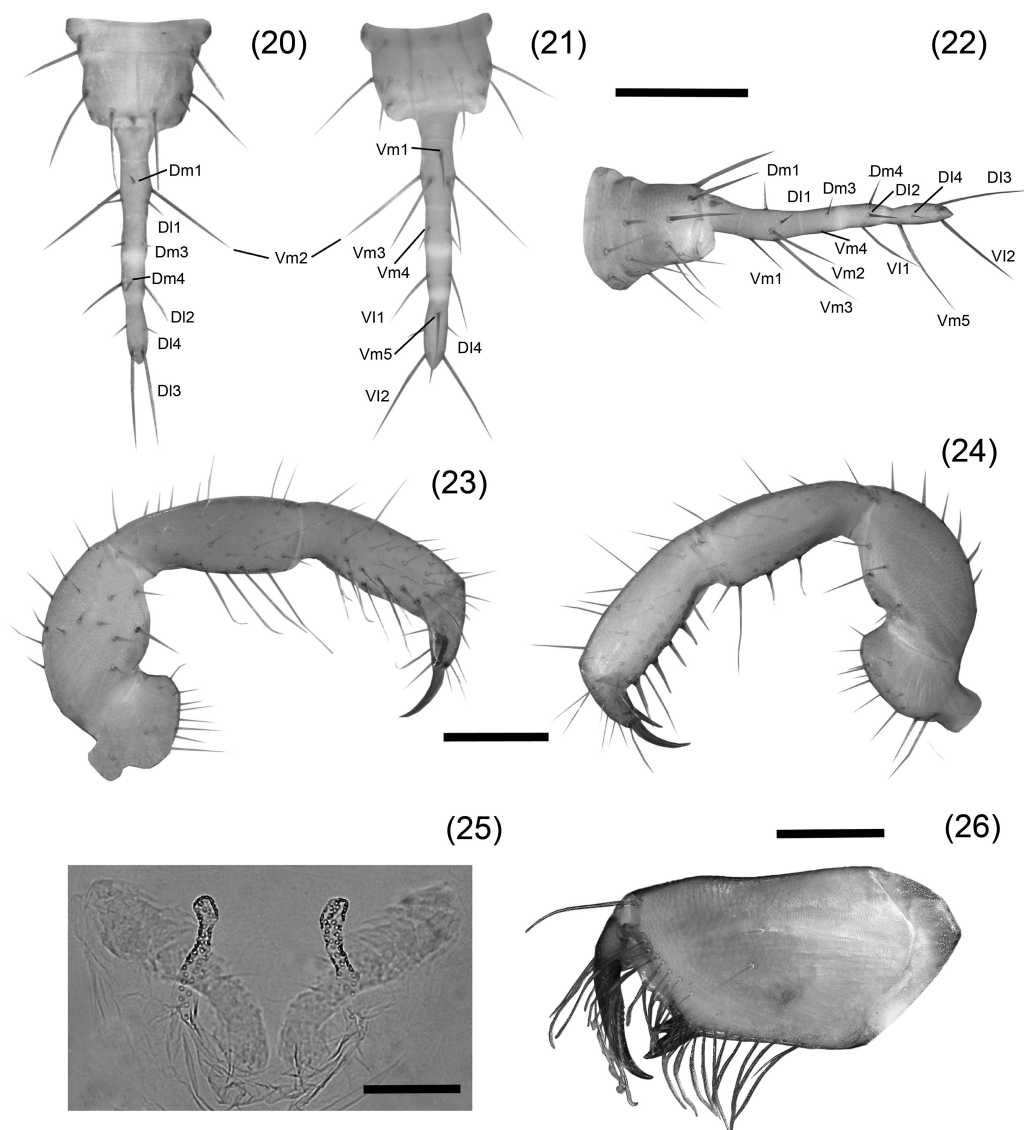 (20)
(21)
(22)
Dm1
Dl1
Dm3
Dm4
Dl2
Dl4
Dl3
Vm2
Vm1
Vm3
Vm4
Vl1
Vm5
Dl4
Vl2
Dm1
Dl1
Dm3
Dm4
Dl2
Dl4
Dl3
Vm1
Vm2
Vm3
Vm4
Vl1
Vm5
Vl2
(23)
(24)
(25)
(26)